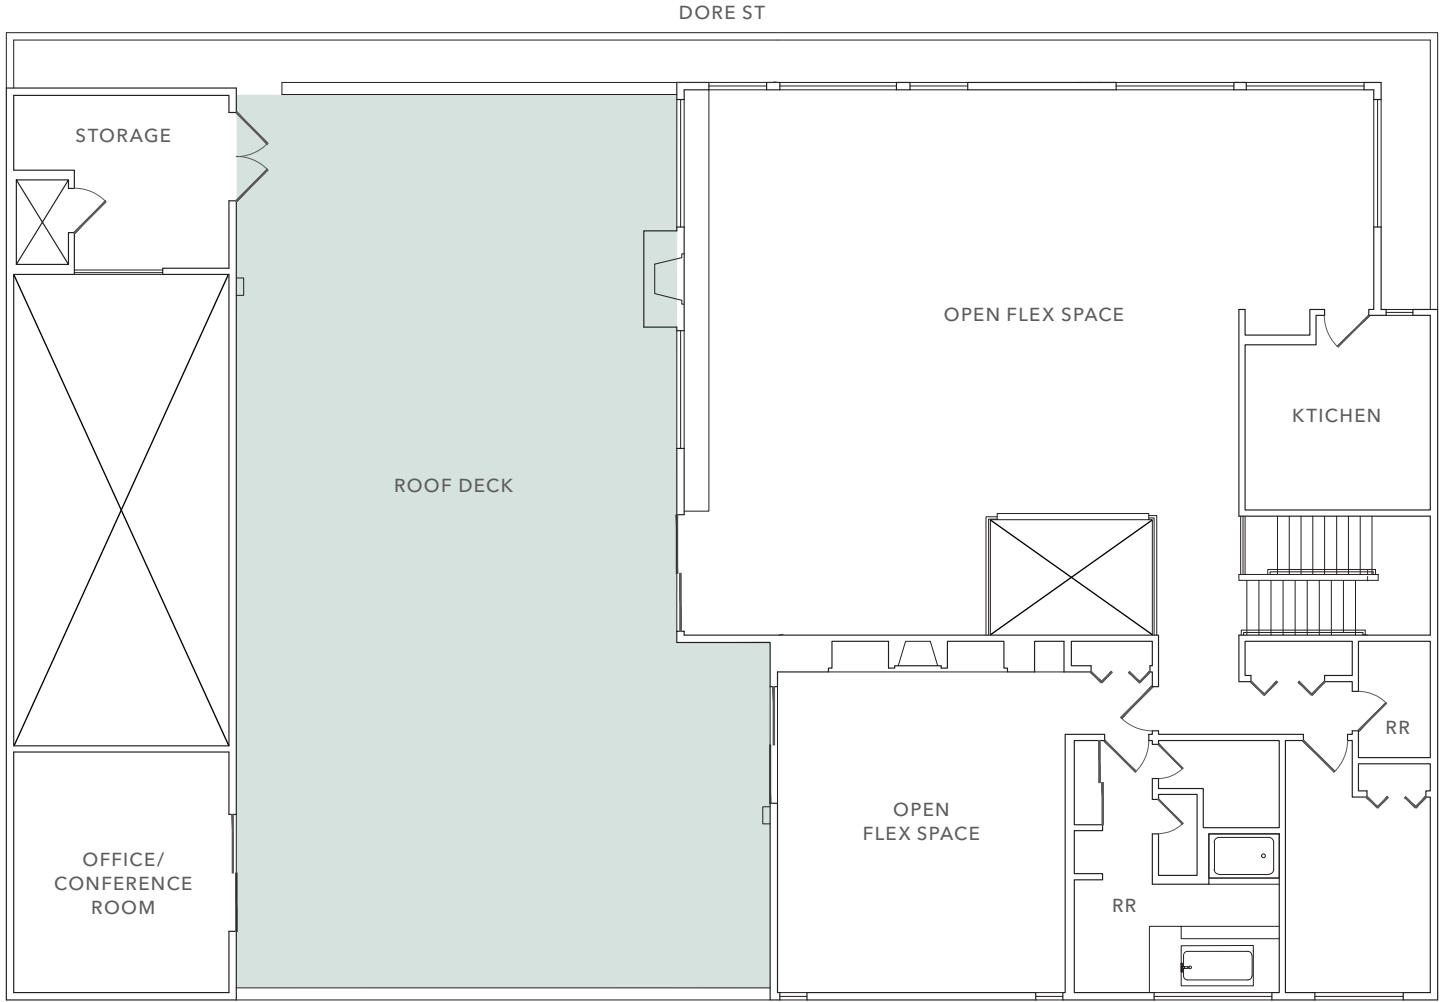 DORE ST
STORAGE
OPEN FLEX SPACE
KTICHEN
ROOF DECK
RR
OPEN
FLEX SPACE
OFFICE/
CONFERENCE
ROOM
RR